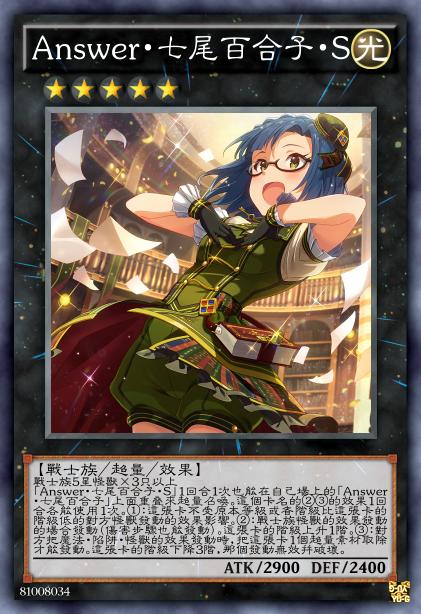 Answer・七尾百合子・S 光
【戰士族/超量/效果】
戰士族5星怪獸×3只以上
「Answer・七尾百合子・S」1回合1次也能在自己場上的「Answer
・七尾百合子」上面重疊來超量召喚。這個卡名的(2)(3)的效果1回
合各能使用1次。(1)：這張卡不受原本等級或者階級比這張卡的
階級低的對方怪獸發動的效果影響。(2)：戰士族怪獸的效果發動
的場合發動(傷害步驟也能發動)。這張卡的階級上升1階。(3)：對
方把魔法・陷阱・怪獸的效果發動時，把這張卡1個超量素材取除
才能發動。這張卡的階級下降3階，那個發動無效并破壞。
ATK/2900 DEF/2400
81008034